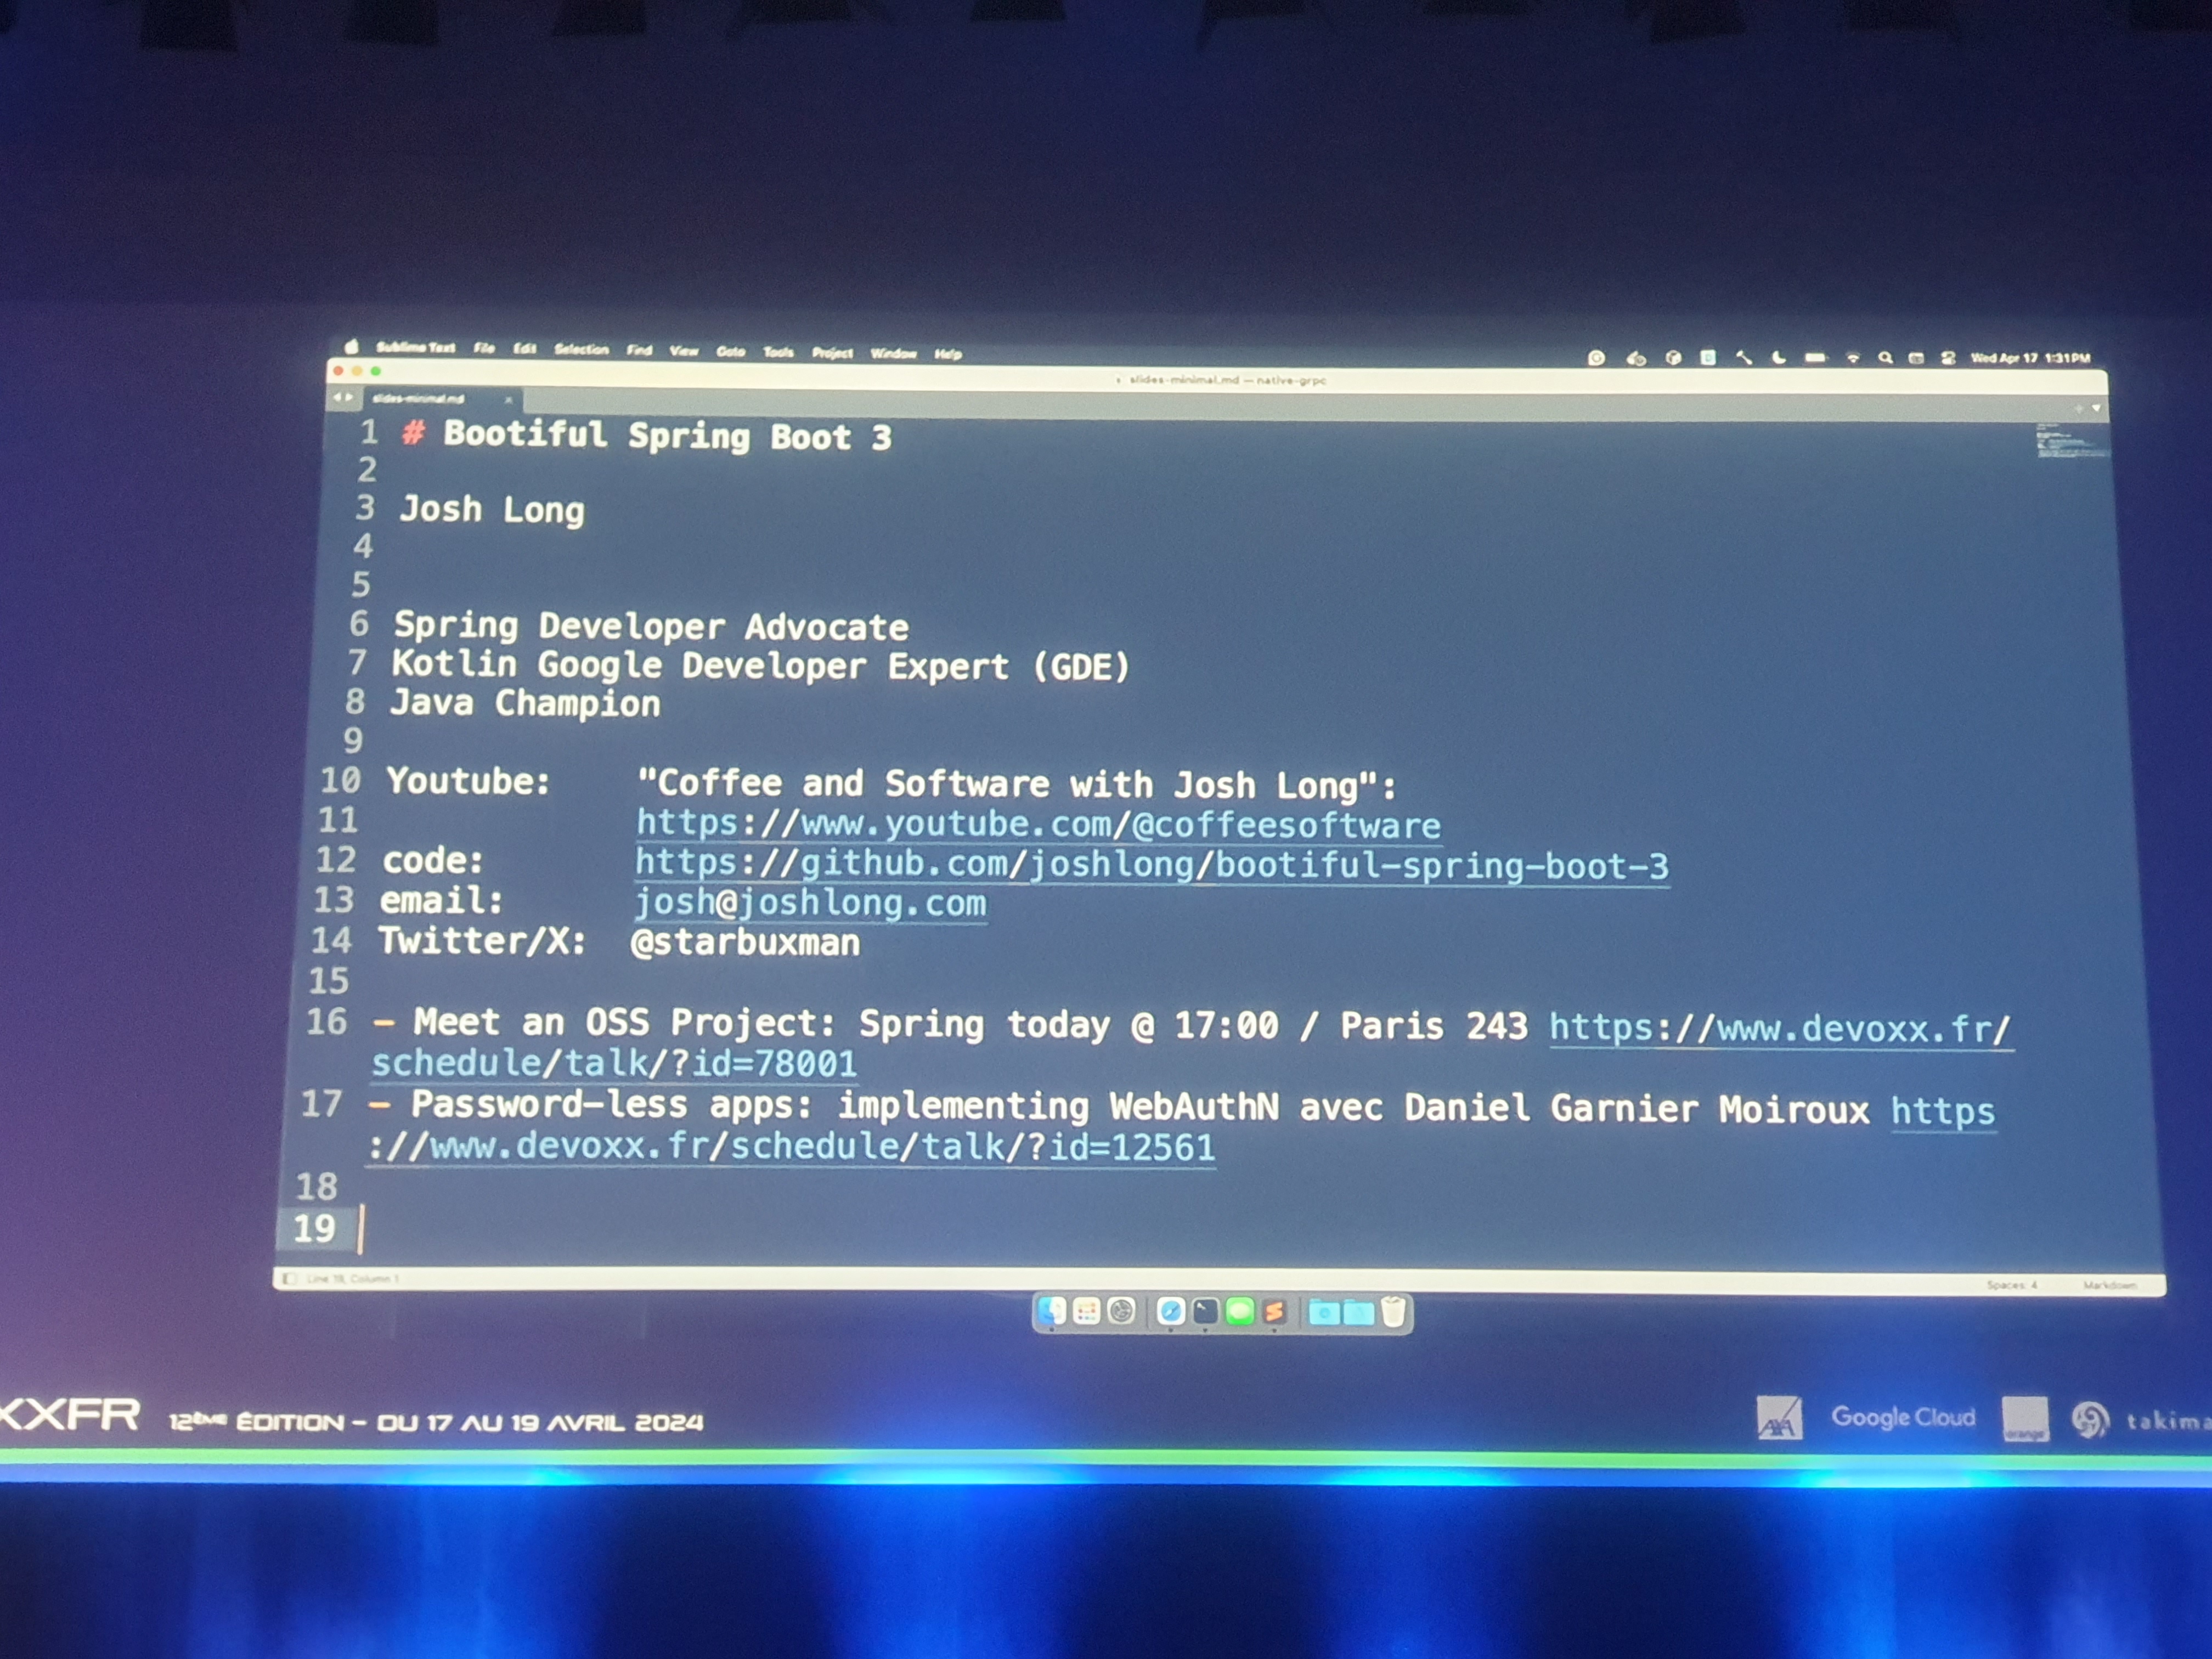 Sublime Text File Edit Selection Find View Goto Tools Project Window Help Wed Apr 17 1:31PM
slides-minimal.md — native-grpc
slides-minimal.md
1 # Bootiful Spring Boot 3
2
3 Josh Long
4
5
6 Spring Developer Advocate
7 Kotlin Google Developer Expert (GDE)
8 Java Champion
9
10 Youtube: "Coffee and Software with Josh Long":
11 https://www.youtube.com/@coffeesoftware
12 code: https://github.com/joshlong/bootiful-spring-boot-3
13 email: josh@joshlong.com
14 Twitter/X: @starbuxman
15
16 – Meet an OSS Project: Spring today @ 17:00 / Paris 243 https://www.devoxx.fr/
schedule/talk/?id=78001
17 – Password-less apps: implementing WebAuthN avec Daniel Garnier Moiroux https
://www.devoxx.fr/schedule/talk/?id=12561
18
19
Line 19, Column 1 Spaces: 4 Markdown
XXFR 12ÈME ÉDITION – DU 17 AU 19 AVRIL 2024 AXA Google Cloud orange takima